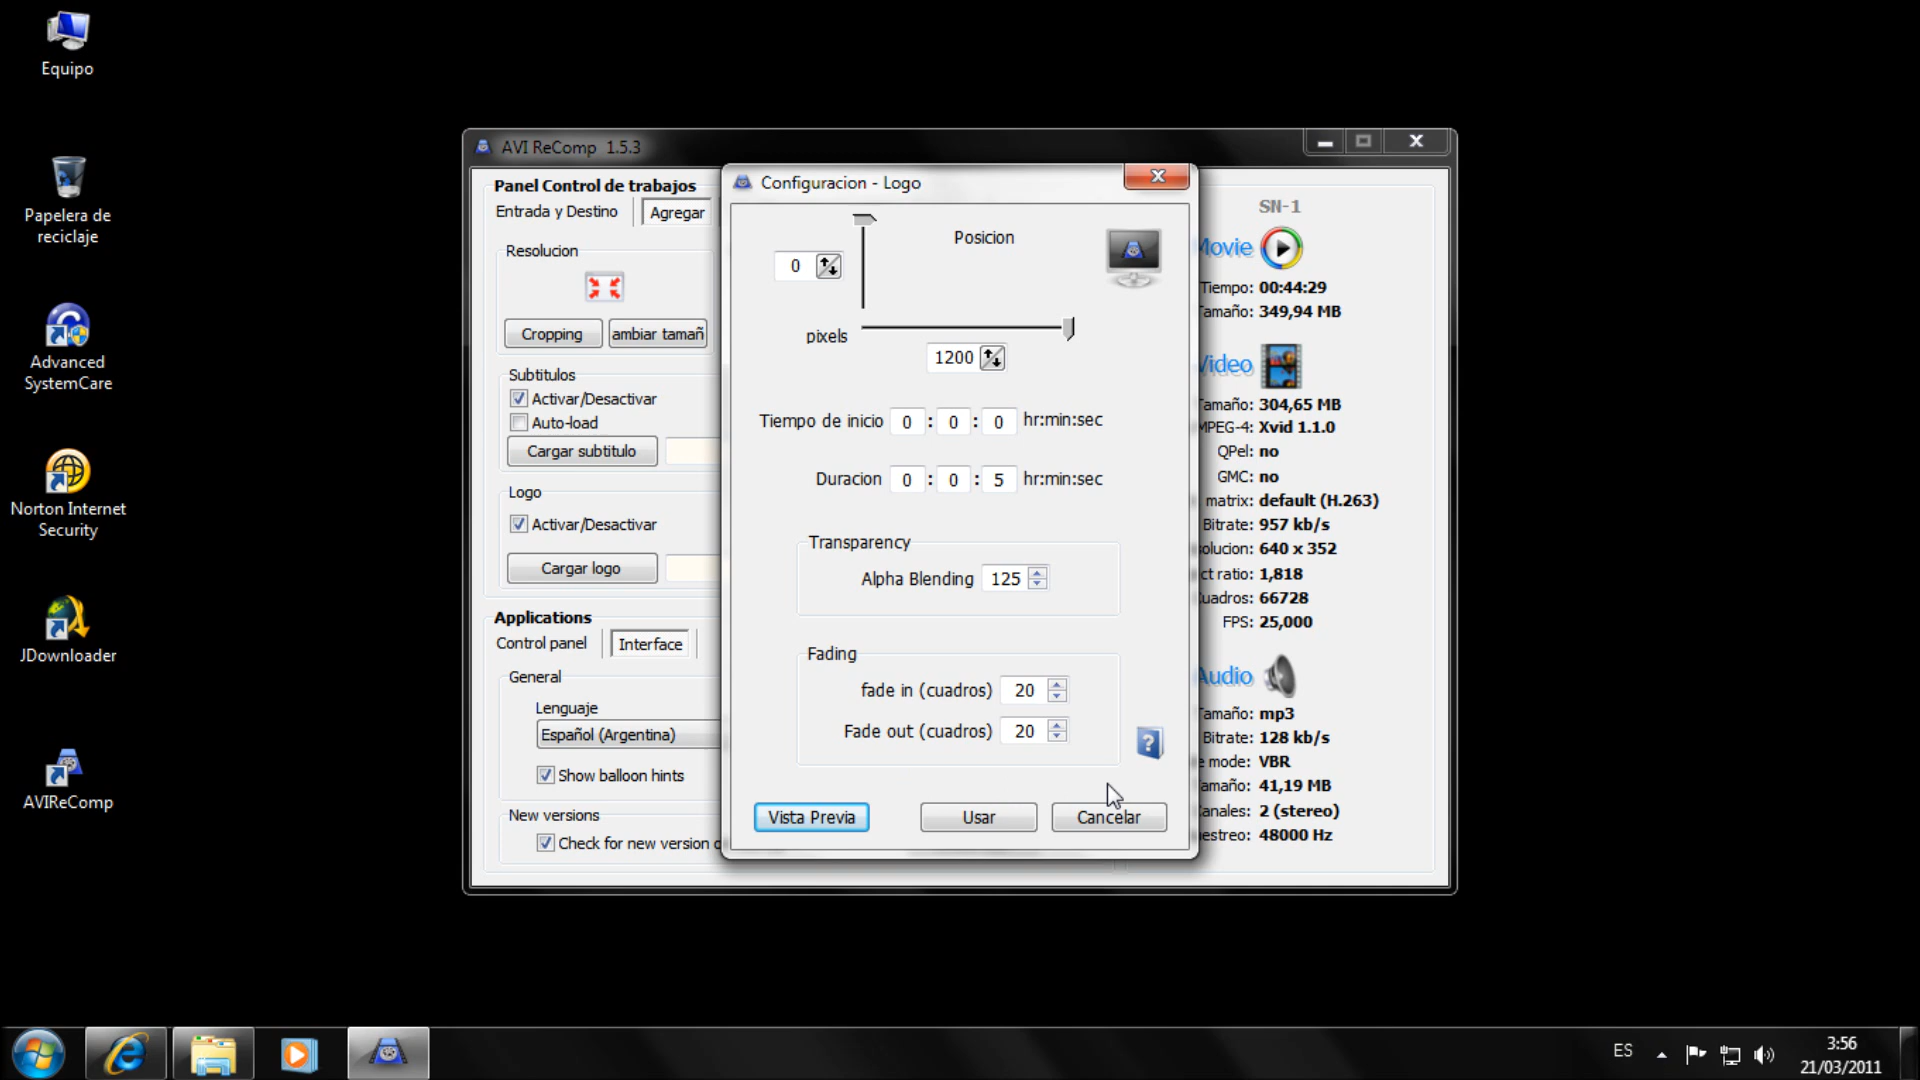 Equipo
Papelera de
reciclaje
Advanced
SystemCare
Norton Internet
Security
JDownloader
AVIReComp
AVI ReComp 1.5.3
Panel Control de trabajos
Entrada y Destino
Agregar
Resolucion
Cropping
ambiar tamañ
Subtitulos
Activar/Desactivar
Auto-load
Cargar subtitulo
Logo
Activar/Desactivar
Cargar logo
Applications
Control panel
Interface
General
Lenguaje
Español (Argentina)
Show balloon hints
New versions
Check for new version
Configuracion - Logo
Posicion
0
pixels
1200
Tiempo de inicio 0 : 0 : 0 hr:min:sec
Duracion 0 : 0 : 5 hr:min:sec
Transparency
Alpha Blending 125
Fading
fade in (cuadros) 20
Fade out (cuadros) 20
Vista Previa
Usar
Cancelar
SN-1
Movie
Tiempo: 00:44:29
Tamaño: 349,94 MB
Video
Tamaño: 304,65 MB
MPEG-4: Xvid 1.1.0
QPel: no
GMC: no
matrix: default (H.263)
Bitrate: 957 kb/s
olucion: 640 x 352
ct ratio: 1,818
Cuadros: 66728
FPS: 25,000
Audio
Tamaño: mp3
Bitrate: 128 kb/s
e mode: VBR
Tamaño: 41,19 MB
Canales: 2 (stereo)
estreo: 48000 Hz
ES
3:56
21/03/2011